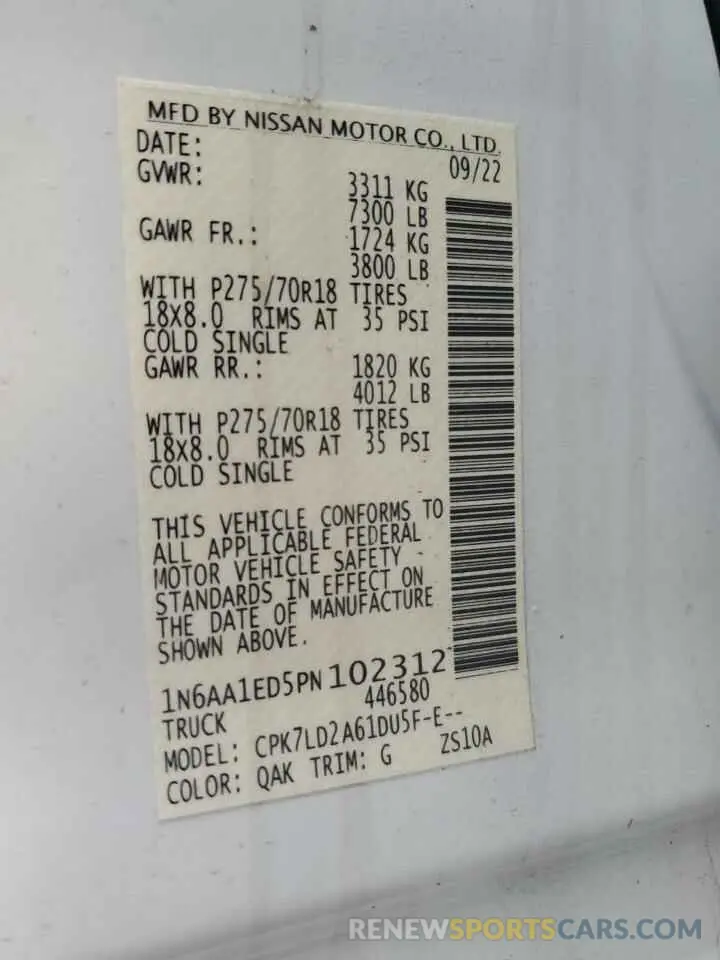 MFD BY NISSAN MOTOR CO., LTD.
DATE: 09/22
GVWR: 3311 KG
7300 LB
GAWR FR.: 1724 KG
3800 LB
WITH P275/70R18 TIRES
18X8.0 RIMS AT 35 PSI
COLD SINGLE
GAWR RR.: 1820 KG
4012 LB
WITH P275/70R18 TIRES
18X8.0 RIMS AT 35 PSI
COLD SINGLE
THIS VEHICLE CONFORMS TO
ALL APPLICABLE FEDERAL
MOTOR VEHICLE SAFETY
STANDARDS IN EFFECT ON
THE DATE OF MANUFACTURE
SHOWN ABOVE.
1N6AA1ED5PN102312
TRUCK 446580
MODEL: CPK7LD2A61DU5F-E--
COLOR: QAK TRIM: G ZS10A
RENEWSPORTSCARS.COM